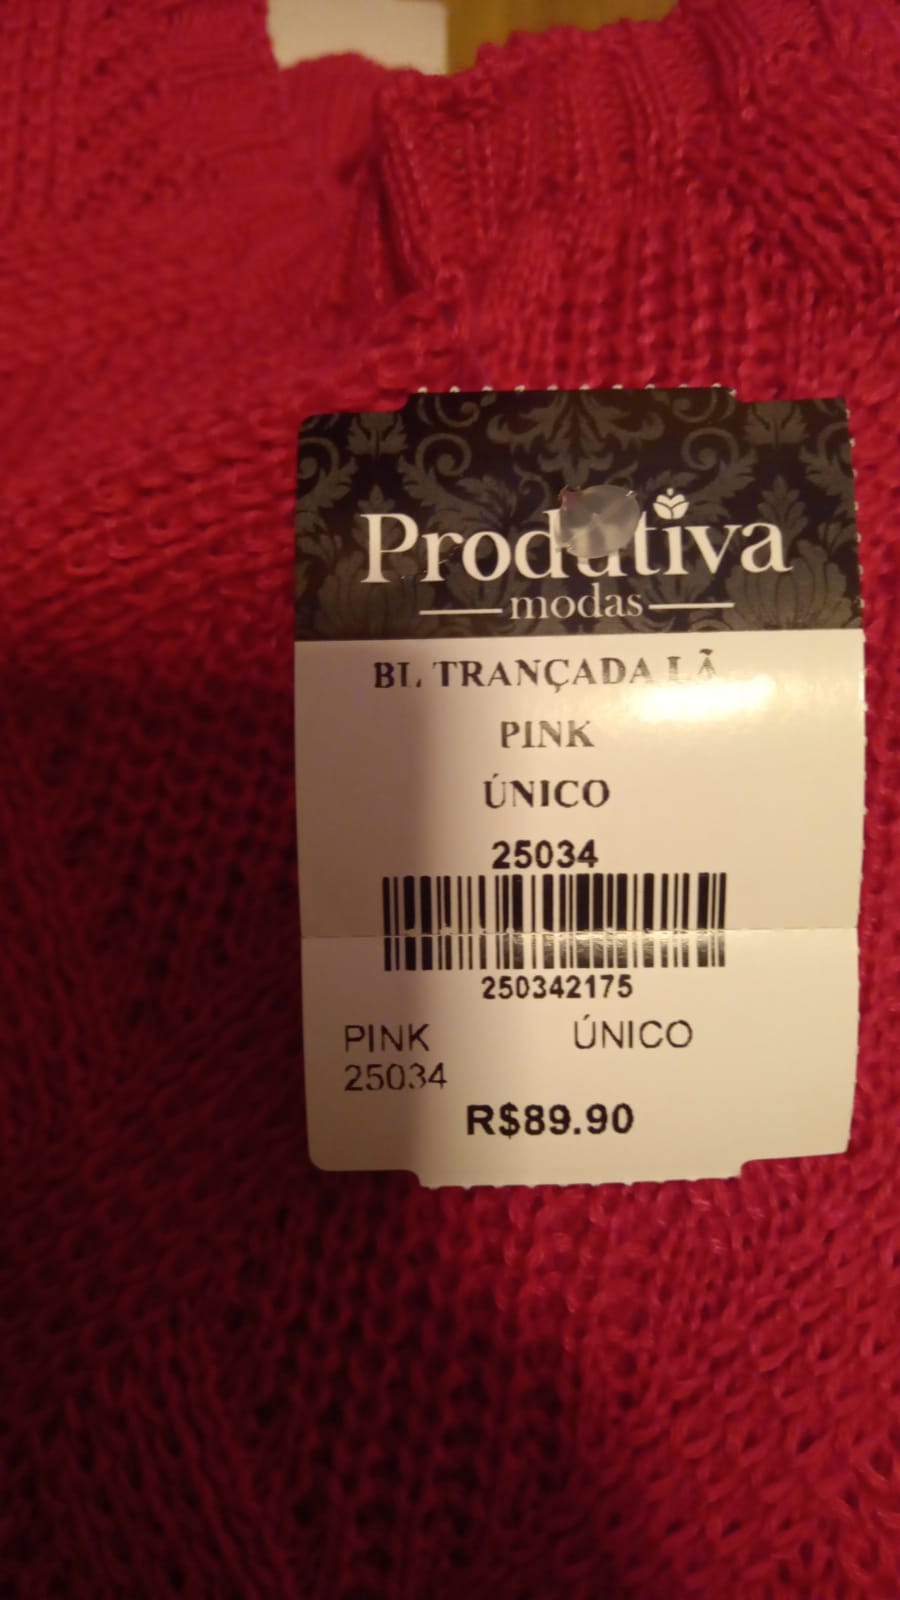 Produtiva
modas
BL TRANÇADA LÃ
PINK
ÚNICO
25034
250342175
PINK ÚNICO
25034
R$89.90